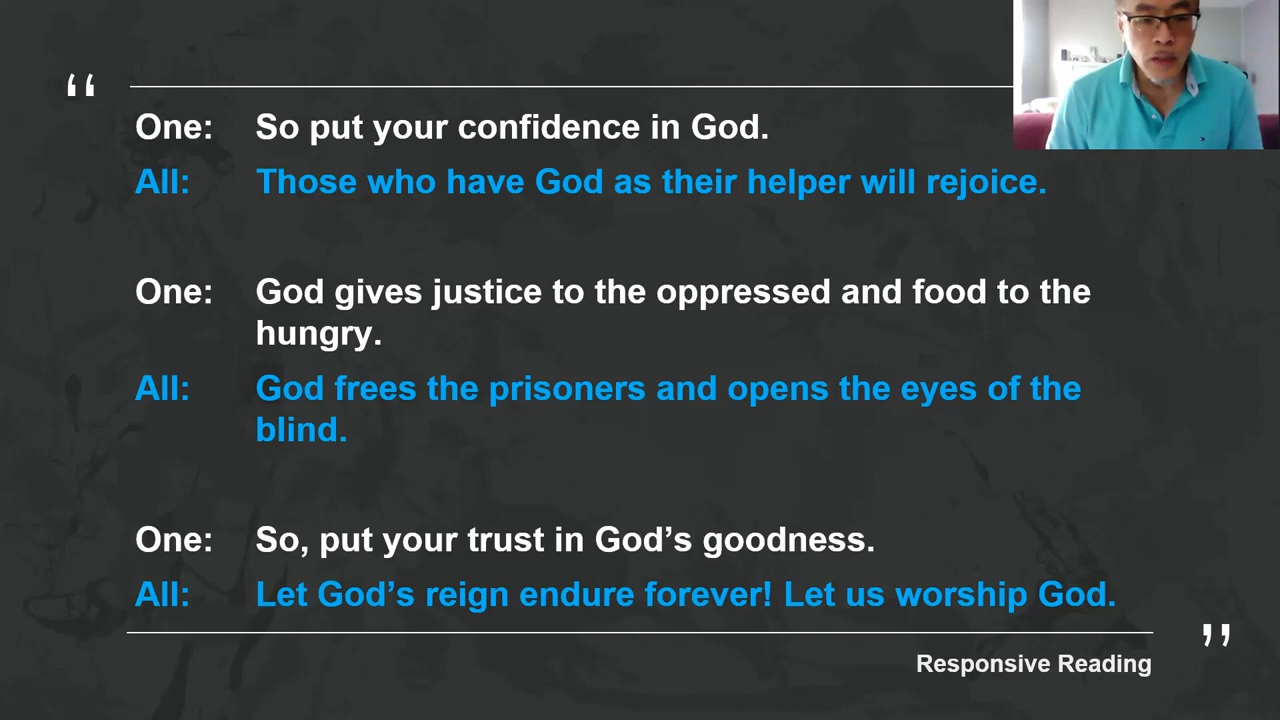 “
One: So put your confidence in God.
All: Those who have God as their helper will rejoice.
One: God gives justice to the oppressed and food to the
hungry.
All: God frees the prisoners and opens the eyes of the
blind.
One: So, put your trust in God’s goodness.
All: Let God’s reign endure forever! Let us worship God.
”
Responsive Reading